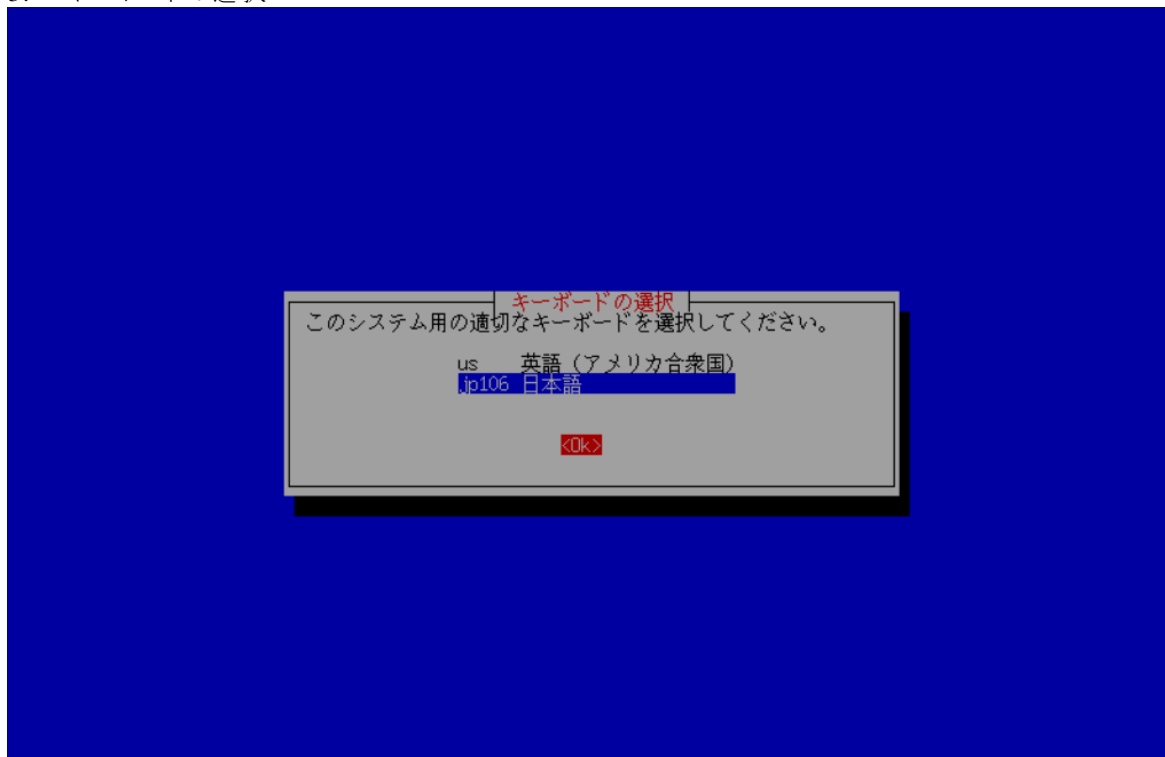 キーボードの選択
このシステム用の適切なキーボードを選択してください。
us 英語(アメリカ合衆国)
jp106 日本語
<Ok>